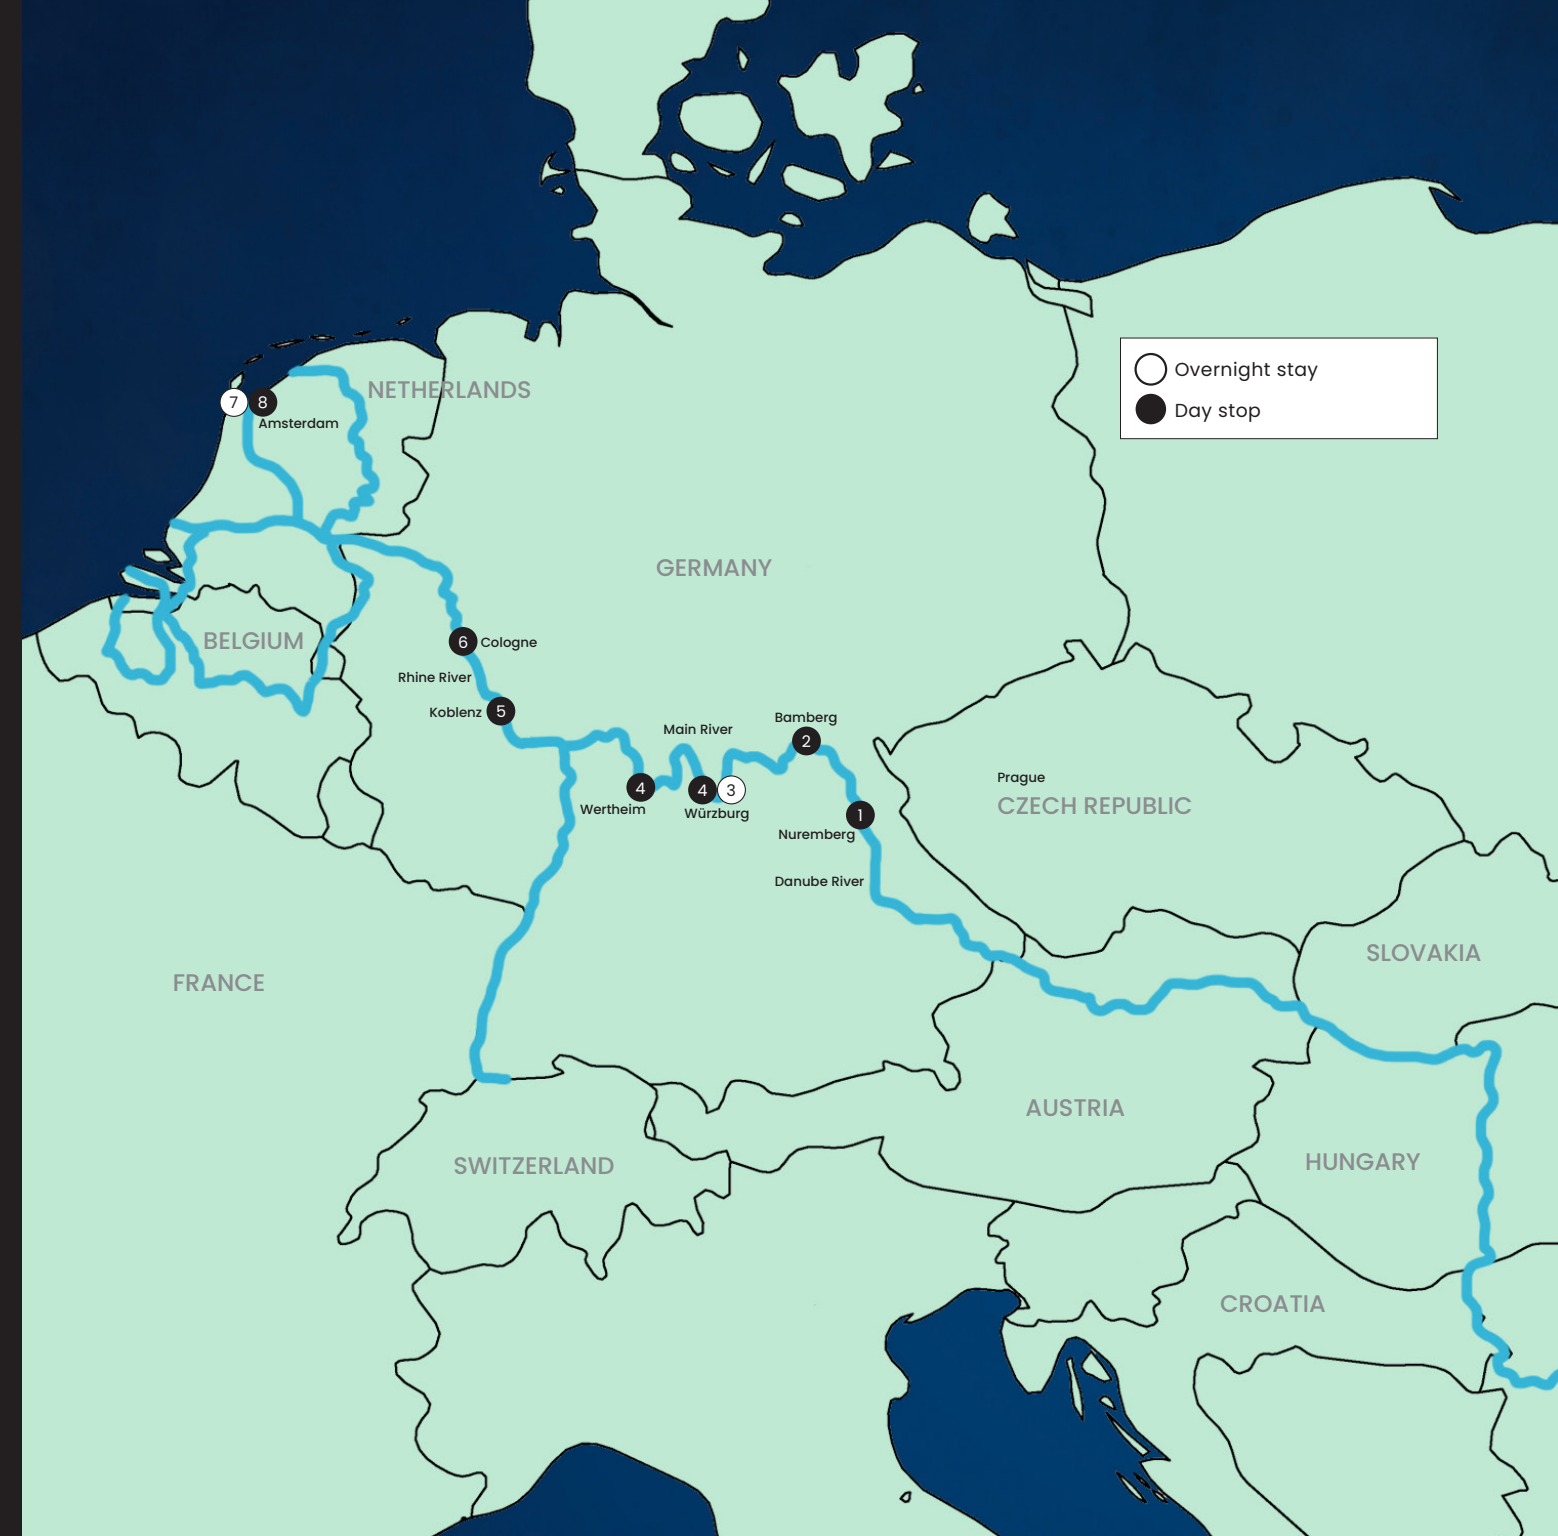 Overnight stay
Day stop
NETHERLANDS
7
8
Amsterdam
GERMANY
BELGIUM
6
Cologne
Rhine River
Koblenz
5
Main River
Bamberg
2
4
4
3
Wertheim
Würzburg
1
Nuremberg
Prague
CZECH REPUBLIC
Danube River
SLOVAKIA
FRANCE
AUSTRIA
SWITZERLAND
HUNGARY
CROATIA